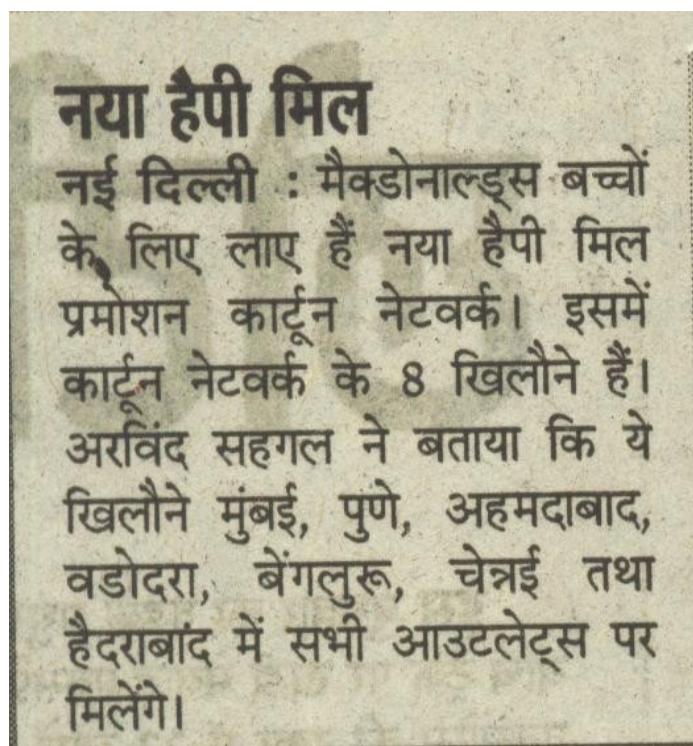 नया हैपी मिल
नई दिल्ली : मैक्डोनाल्ड्स बच्चों
के लिए लाए हैं नया हैपी मिल
प्रमोशन कार्टून नेटवर्क। इसमें
कार्टून नेटवर्क के 8 खिलौने हैं।
अरविंद सहगल ने बताया कि ये
खिलौने मुंबई, पुणे, अहमदाबाद,
वडोदरा, बेंगलुरू, चेन्नई तथा
हैदराबांद में सभी आउटलेट्स पर
मिलेंगे।